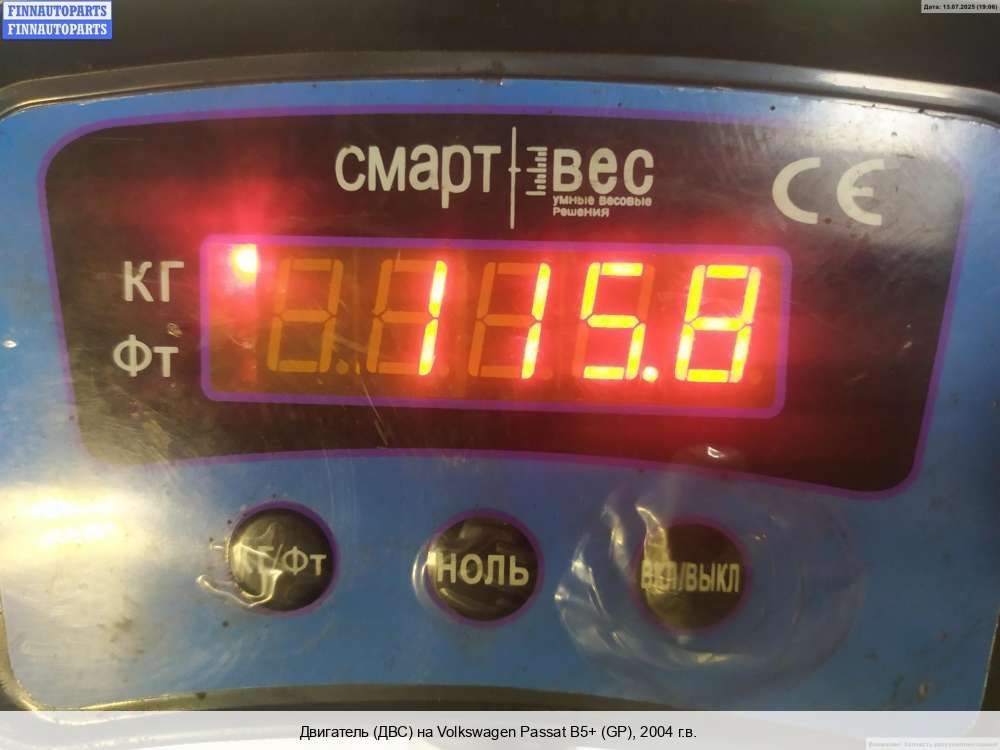 FINNAUTOPARTS
FINNAUTOPARTS
Дата: 13.07.2025 (19:06)
смарт вес
умные весовые
решения
CE
КГ
ФТ
115.8
КГ/ФТ
НОЛЬ
ВКЛ/ВЫКЛ
Двигатель (ДВС) на Volkswagen Passat B5+ (GP), 2004 г.в.